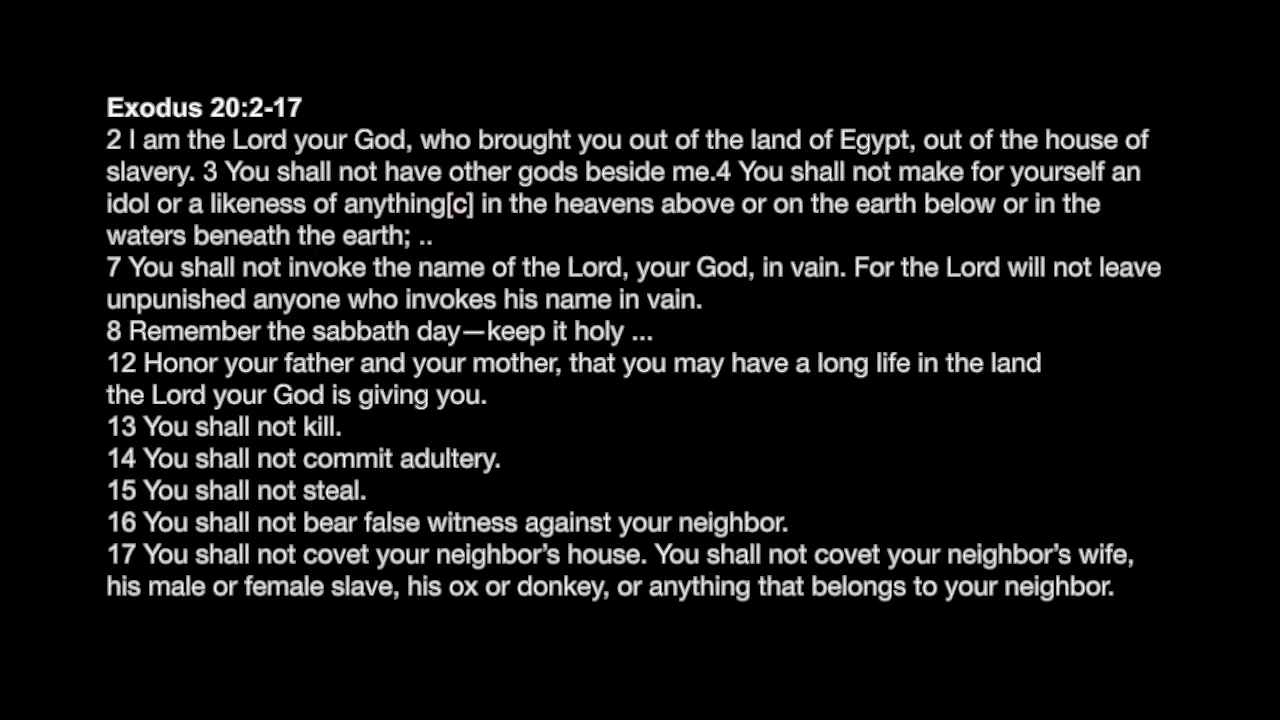 Exodus 20:2-17
2 I am the Lord your God, who brought you out of the land of Egypt, out of the house of
slavery. 3 You shall not have other gods beside me.4 You shall not make for yourself an
idol or a likeness of anything[c] in the heavens above or on the earth below or in the
waters beneath the earth; ..
7 You shall not invoke the name of the Lord, your God, in vain. For the Lord will not leave
unpunished anyone who invokes his name in vain.
8 Remember the sabbath day—keep it holy ...
12 Honor your father and your mother, that you may have a long life in the land
the Lord your God is giving you.
13 You shall not kill.
14 You shall not commit adultery.
15 You shall not steal.
16 You shall not bear false witness against your neighbor.
17 You shall not covet your neighbor’s house. You shall not covet your neighbor’s wife,
his male or female slave, his ox or donkey, or anything that belongs to your neighbor.